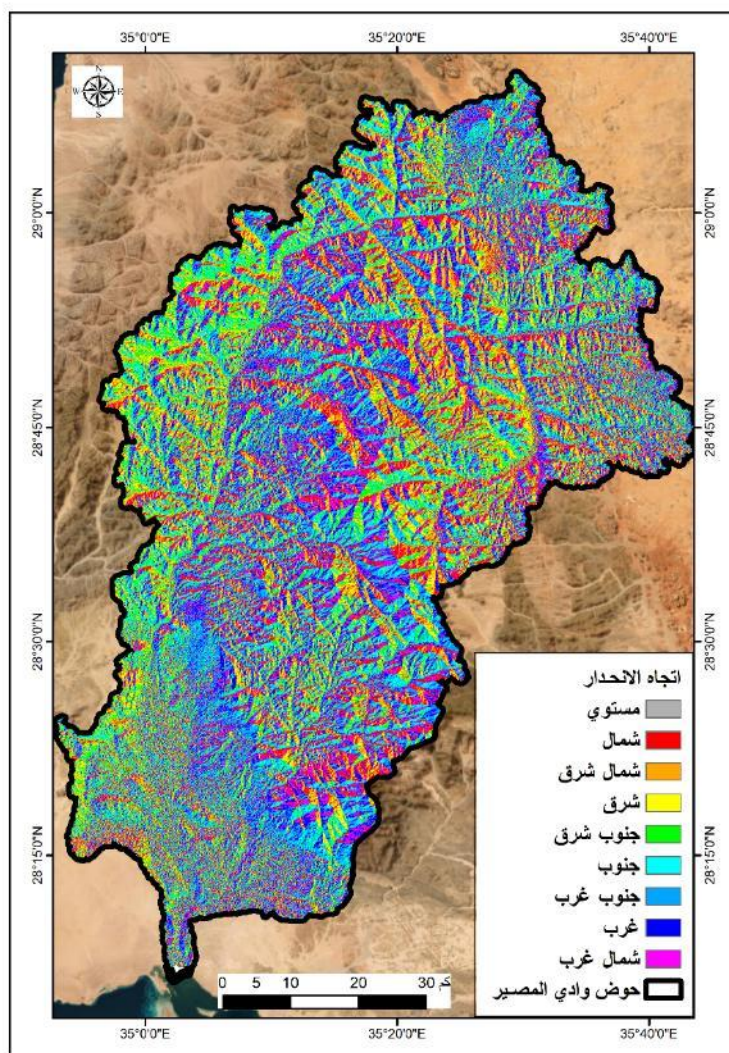 35°0'0"E 35°20'0"E 35°40'0"E
N
W E
S
29°0'0"N 29°0'0"N
28°45'0"N 28°45'0"N
28°30'0"N 28°30'0"N
28°15'0"N 28°15'0"N
اتجاه الانحدار
مستوي
شمال
شمال شرق
شرق
جنوب شرق
جنوب
جنوب غرب
غرب
شمال غرب
حوض وادي المصير
0 5 10 20 30 كم
35°0'0"E 35°20'0"E 35°40'0"E